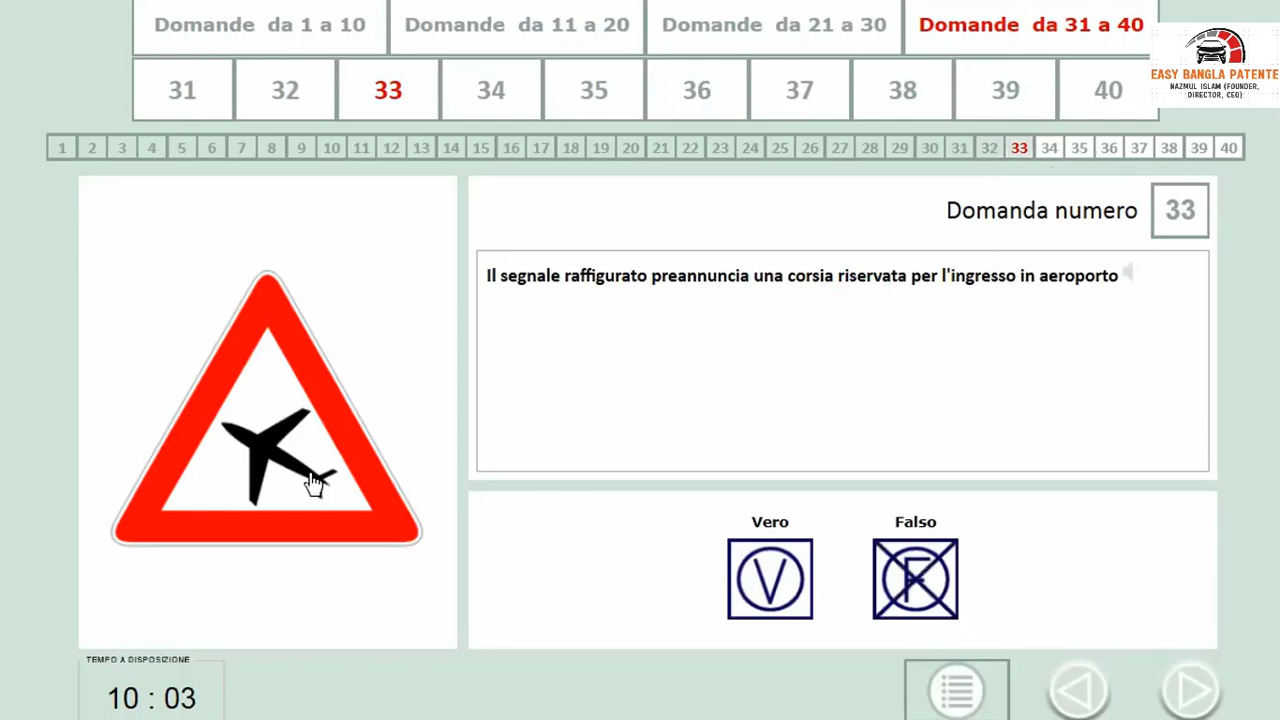 Domande da 1 a 10
Domande da 11 a 20
Domande da 21 a 30
Domande da 31 a 40
31 32 33 34 35 36 37 38 39 40
EASY BANGLA PATENTE
NAZMUL ISLAM (FOUNDER,
DIRECTOR, CEO)
1 2 3 4 5 6 7 8 9 10 11 12 13 14 15 16 17 18 19 20 21 22 23 24 25 26 27 28 29 30 31 32 33 34 35 36 37 38 39 40
Domanda numero 33
Il segnale raffigurato preannuncia una corsia riservata per l'ingresso in aeroporto
Vero Falso
V F
TEMPO A DISPOSIZIONE
10 : 03